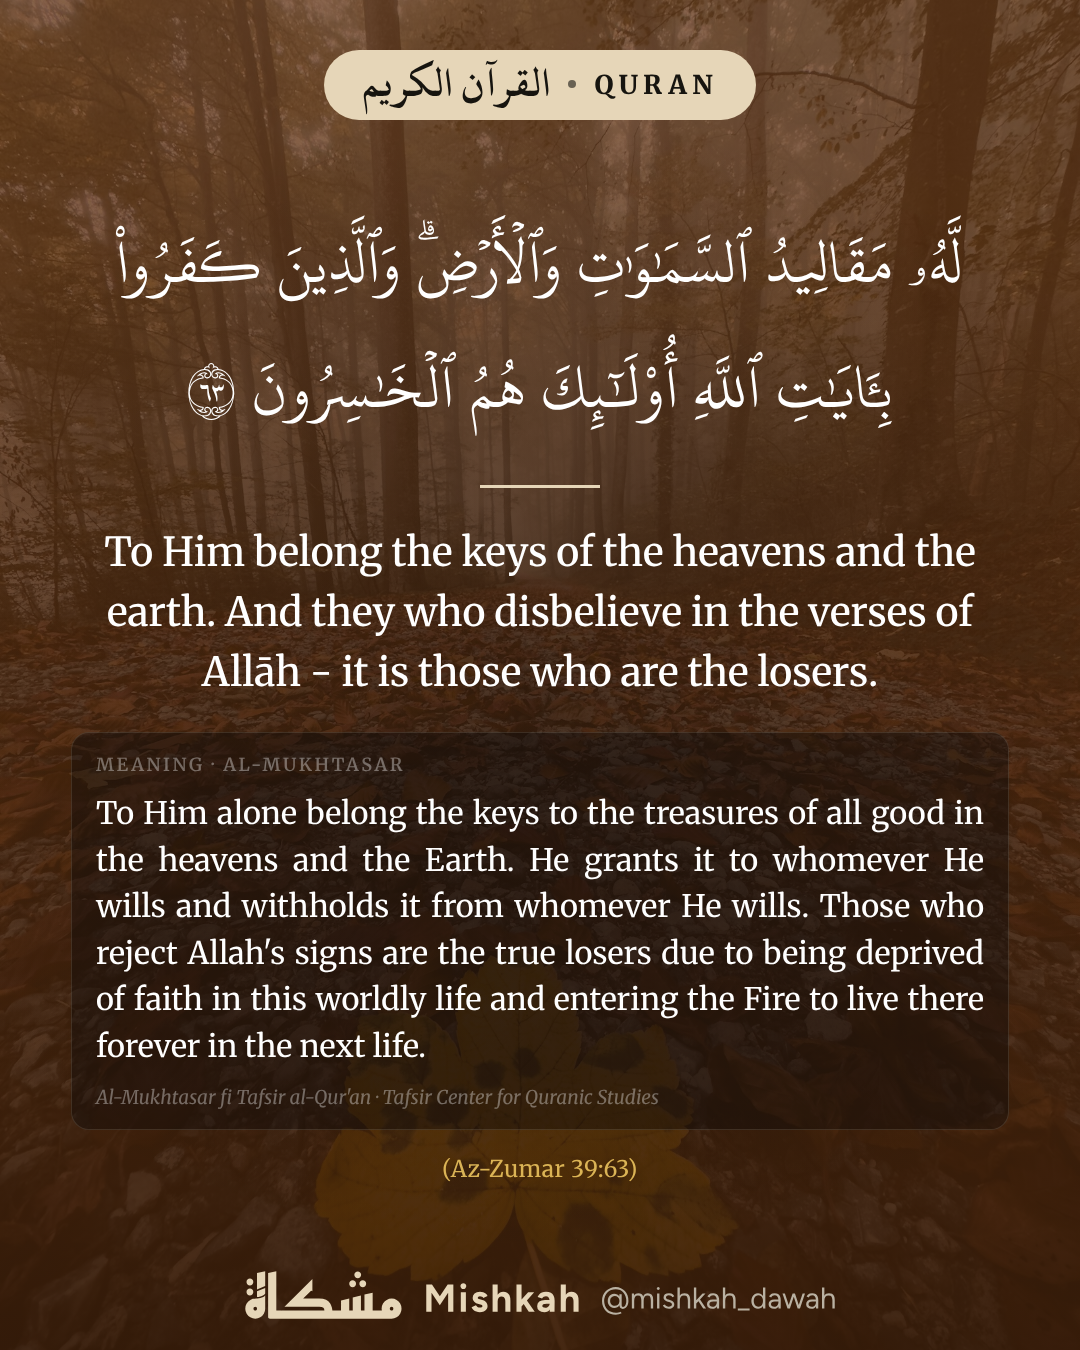 القرآن الكريم • QURAN
لَّهُۥ مَقَالِيدُ ٱلسَّمَٰوَٰتِ وَٱلْأَرْضِ ۗ وَٱلَّذِينَ كَفَرُوا۟
بِـَٔايَٰتِ ٱللَّهِ أُو۟لَٰٓئِكَ هُمُ ٱلْخَٰسِرُونَ ٦٣
To Him belong the keys of the heavens and the
earth. And they who disbelieve in the verses of
Allāh - it is those who are the losers.
MEANING · AL-MUKHTASAR
To Him alone belong the keys to the treasures of all good in
the heavens and the Earth. He grants it to whomever He
wills and withholds it from whomever He wills. Those who
reject Allah's signs are the true losers due to being deprived
of faith in this worldly life and entering the Fire to live there
forever in the next life.
Al-Mukhtasar fi Tafsir al-Qur'an · Tafsir Center for Quranic Studies
(Az-Zumar 39:63)
مشكاة Mishkah @mishkah_dawah